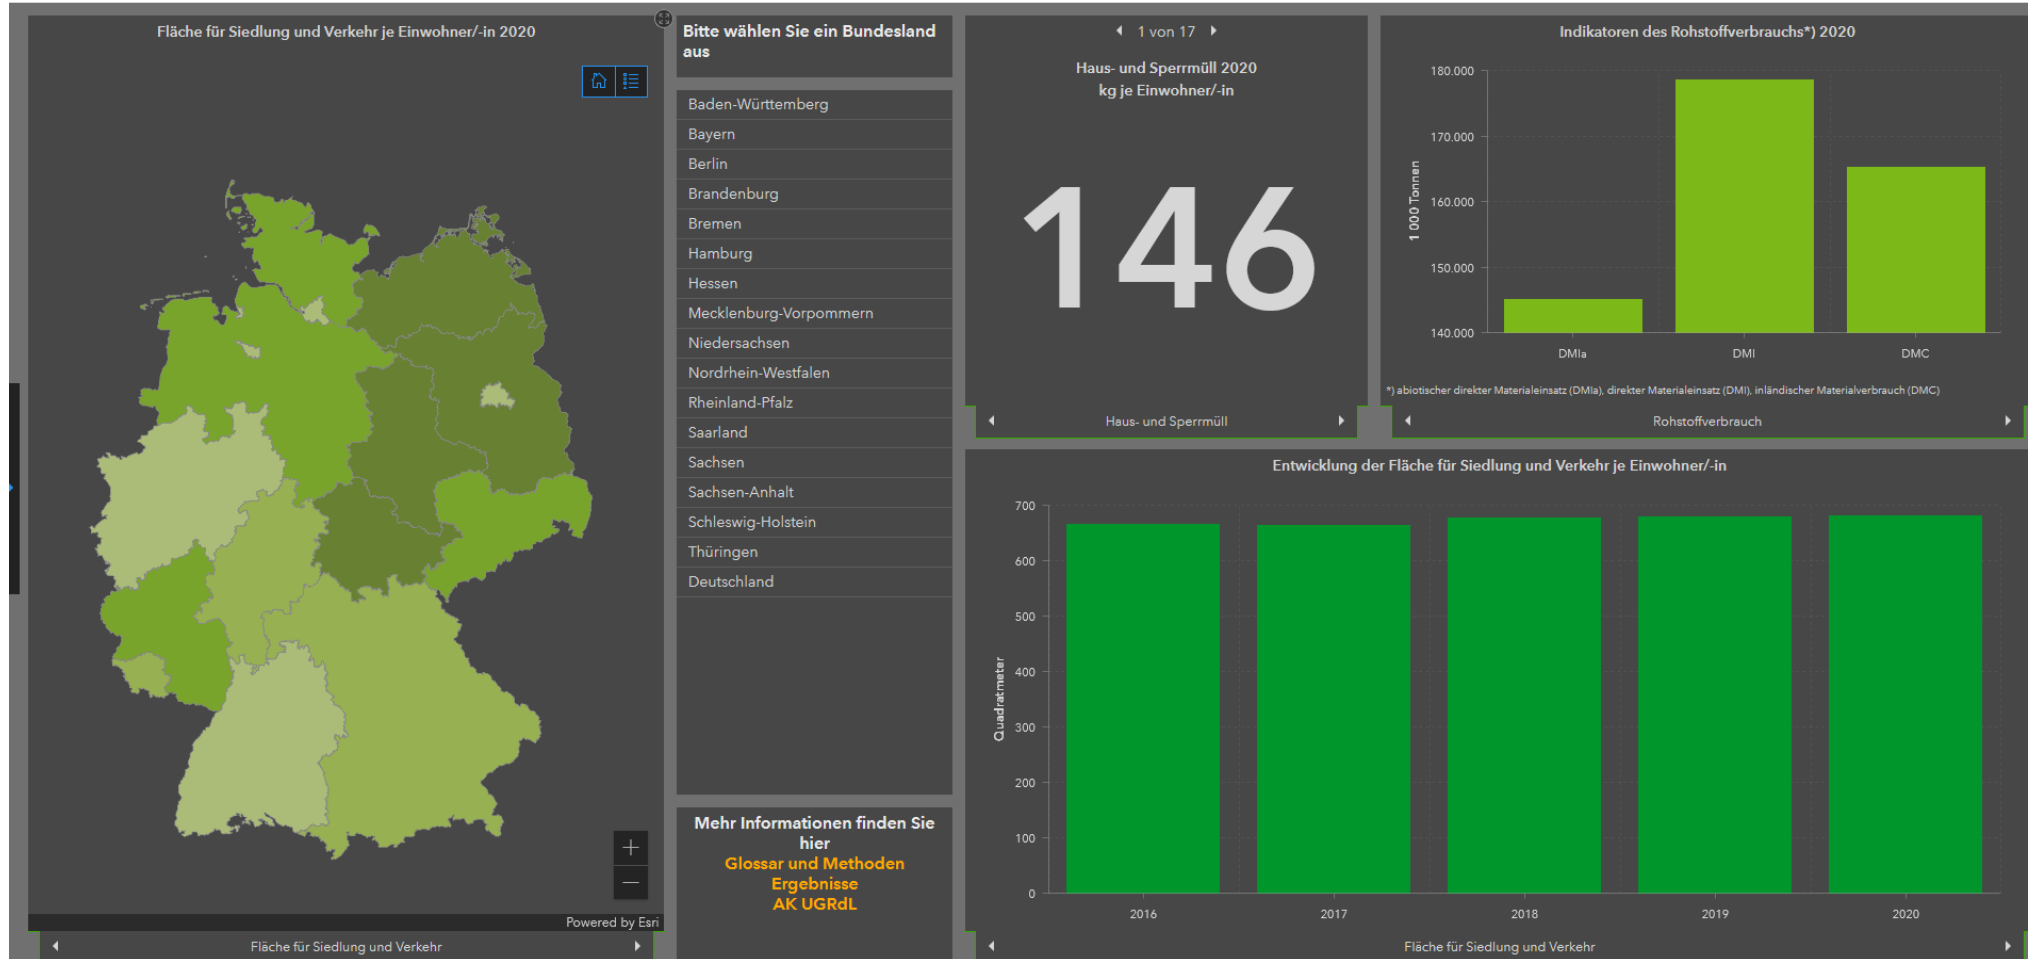 Fläche für Siedlung und Verkehr je Einwohner/-in 2020
Powered by Esri
Fläche für Siedlung und Verkehr
Bitte wählen Sie ein Bundesland
aus
Baden-Württemberg
Bayern
Berlin
Brandenburg
Bremen
Hamburg
Hessen
Mecklenburg-Vorpommern
Niedersachsen
Nordrhein-Westfalen
Rheinland-Pfalz
Saarland
Sachsen
Sachsen-Anhalt
Schleswig-Holstein
Thüringen
Deutschland
Mehr Informationen finden Sie
hier
Glossar und Methoden
Ergebnisse
AK UGRdL
1 von 17
Haus- und Sperrmüll 2020
kg je Einwohner/-in
146
Haus- und Sperrmüll
Indikatoren des Rohstoffverbrauchs*) 2020
1 000 Tonnen
180.000
170.000
160.000
150.000
140.000
DMIa DMI DMC
*) abiotischer direkter Materialeinsatz (DMIa), direkter Materialeinsatz (DMI), inländischer Materialverbrauch (DMC)
Rohstoffverbrauch
Entwicklung der Fläche für Siedlung und Verkehr je Einwohner/-in
Quadratmeter
700
600
500
400
300
200
100
0
2016 2017 2018 2019 2020
Fläche für Siedlung und Verkehr